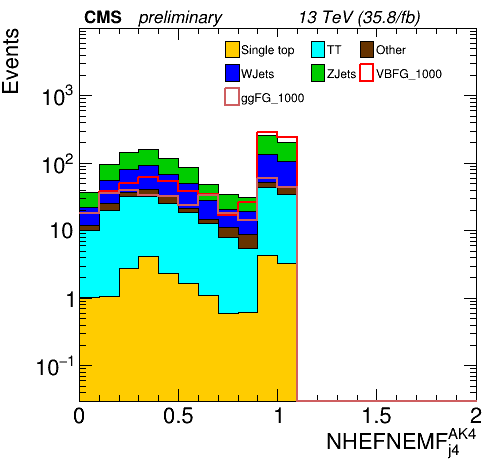 CMS preliminary 13 TeV (35.8/fb)
Events
Single top TT Other
WJets ZJets VBFG_1000
ggFG_1000
10³
10²
10
1
10⁻¹
0 0.5 1 1.5 2
NHEFNEMF^AK4_j4